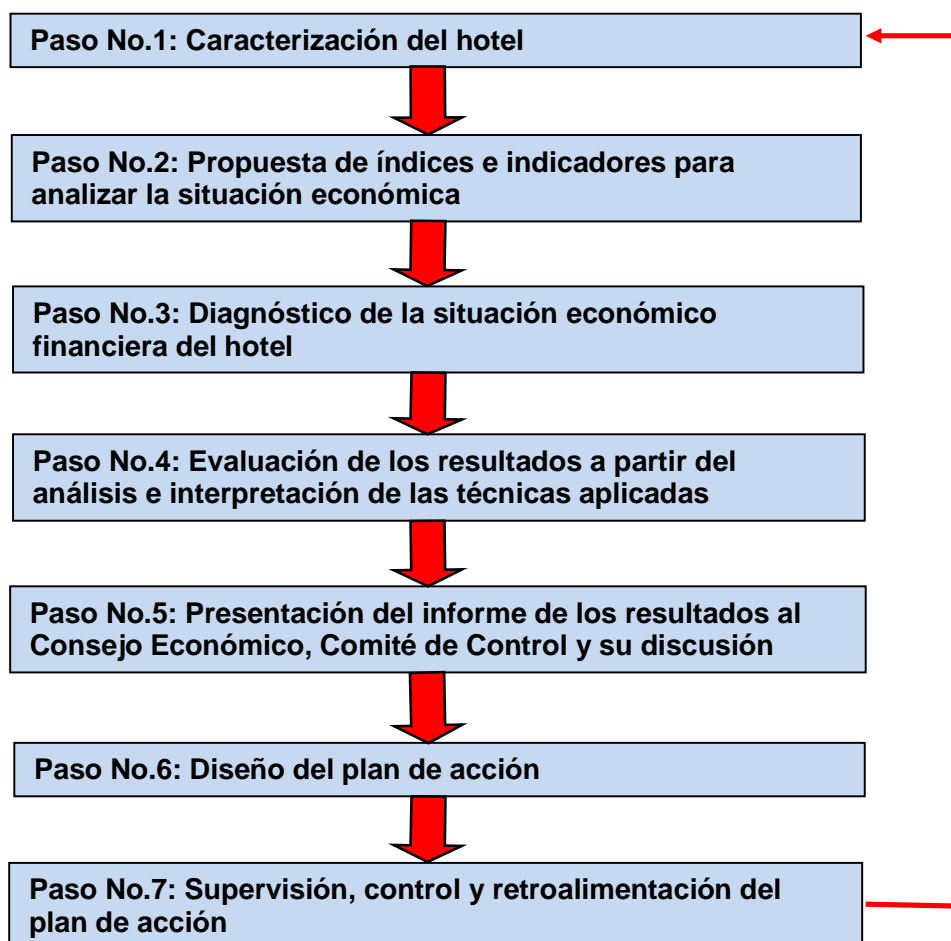 Paso No.1: Caracterización del hotel
Paso No.2: Propuesta de índices e indicadores para
analizar la situación económica
Paso No.3: Diagnóstico de la situación económico
financiera del hotel
Paso No.4: Evaluación de los resultados a partir del
análisis e interpretación de las técnicas aplicadas
Paso No.5: Presentación del informe de los resultados al
Consejo Económico, Comité de Control y su discusión
Paso No.6: Diseño del plan de acción
Paso No.7: Supervisión, control y retroalimentación del
plan de acción